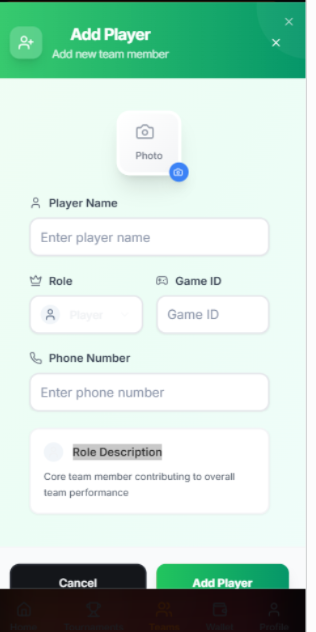 Add Player
Add new team member
Photo
Player Name
Enter player name
Role
Game ID
Player
Game ID
Phone Number
Enter phone number
Role Description
Core team member contributing to overall
team performance
Cancel
Add Player
Home
Tournaments
Teams
Wallet
Profile